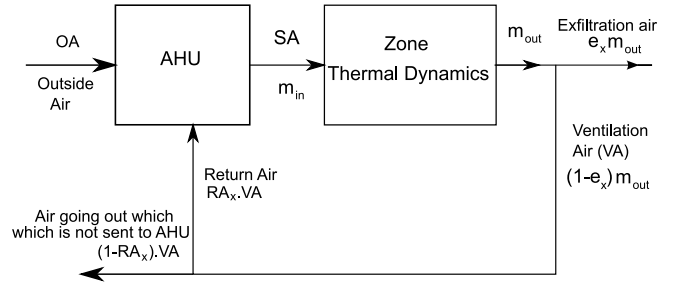 OA
Outside
Air
AHU
SA
m_in
Zone
Thermal Dynamics
m_out
Exfiltration air
e_x m_out
Ventilation
Air (VA)
(1-e_x) m_out
Return Air
RA_x.VA
Air going out which
which is not sent to AHU
(1-RA_x).VA